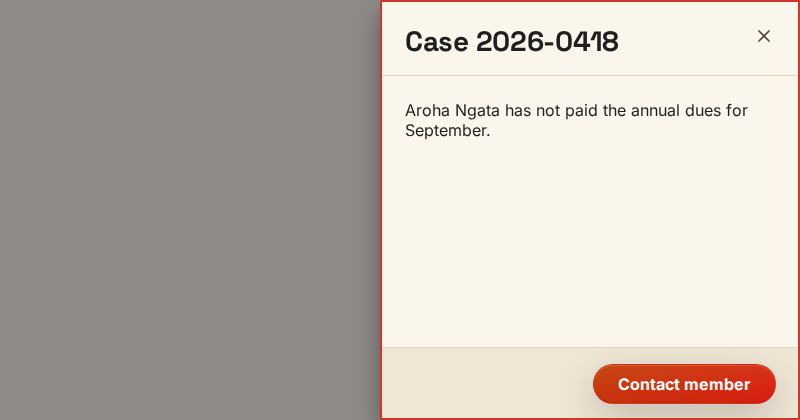 Case 2026-0418
Aroha Ngata has not paid the annual dues for
September.
Contact member